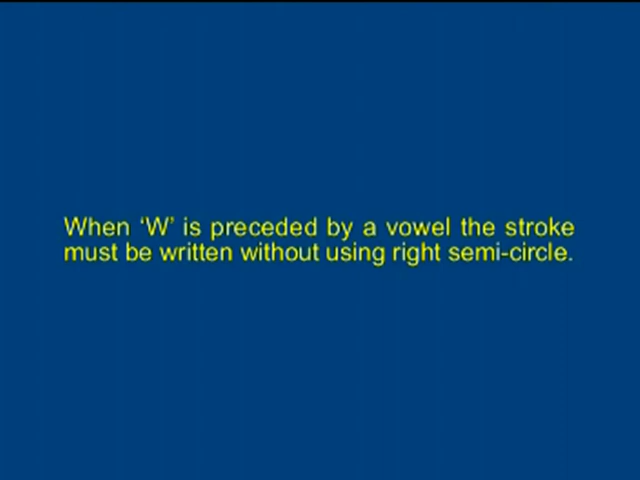 When ‘W’ is preceded by a vowel the stroke
must be written without using right semi-circle.